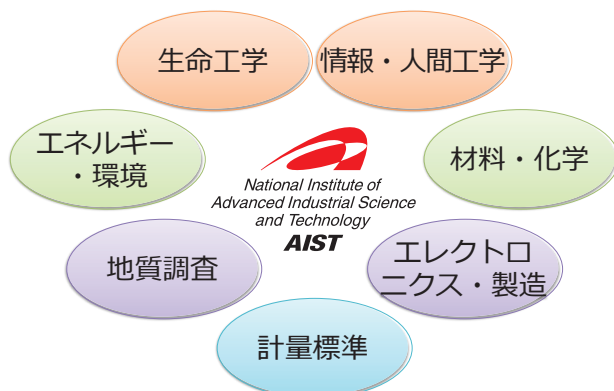 生命工学
情報・人間工学
エネルギー
・環境
材料・化学
National Institute of
Advanced Industrial Science
and Technology
AIST
地質調査
エレクトロ
ニクス・製造
計量標準